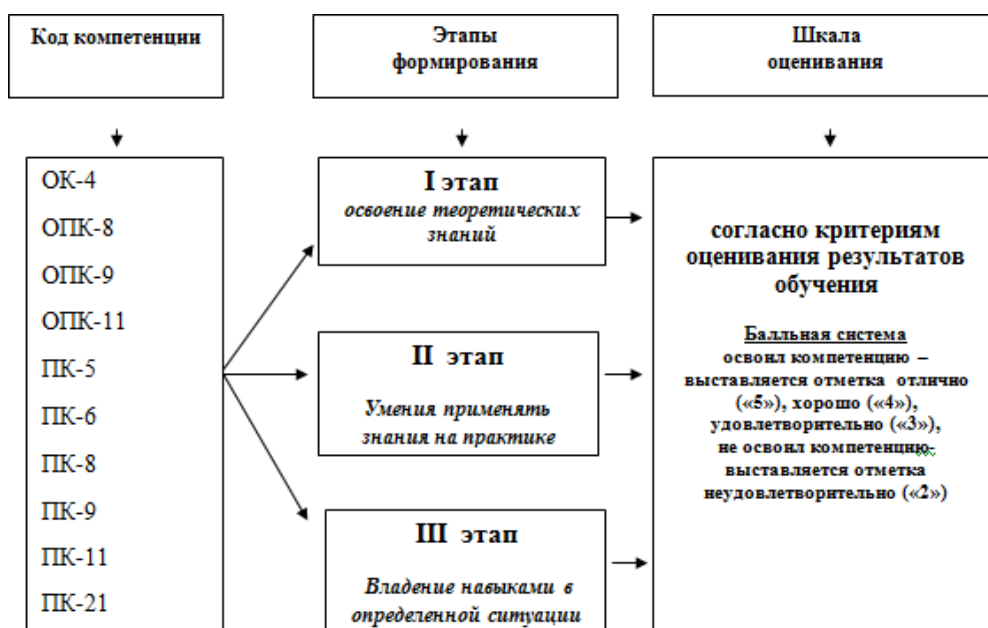 Код компетенции
Этапы
формирования
Шкала
оценивания
ОК-4
ОПК-8
ОПК-9
ОПК-11
ПК-5
ПК-6
ПК-8
ПК-9
ПК-11
ПК-21
I этап
освоение теоретических
знаний
II этап
Умения применять
знания на практике
III этап
Владение навыками в
определенной ситуации
согласно критериям
оценивания результатов
обучения
Балльная система
освоил компетенцию –
выставляется отметка отлично
(«5»), хорошо («4»),
удовлетворительно («3»),
не освоил компетенцию-
выставляется отметка
неудовлетворительно («2»)